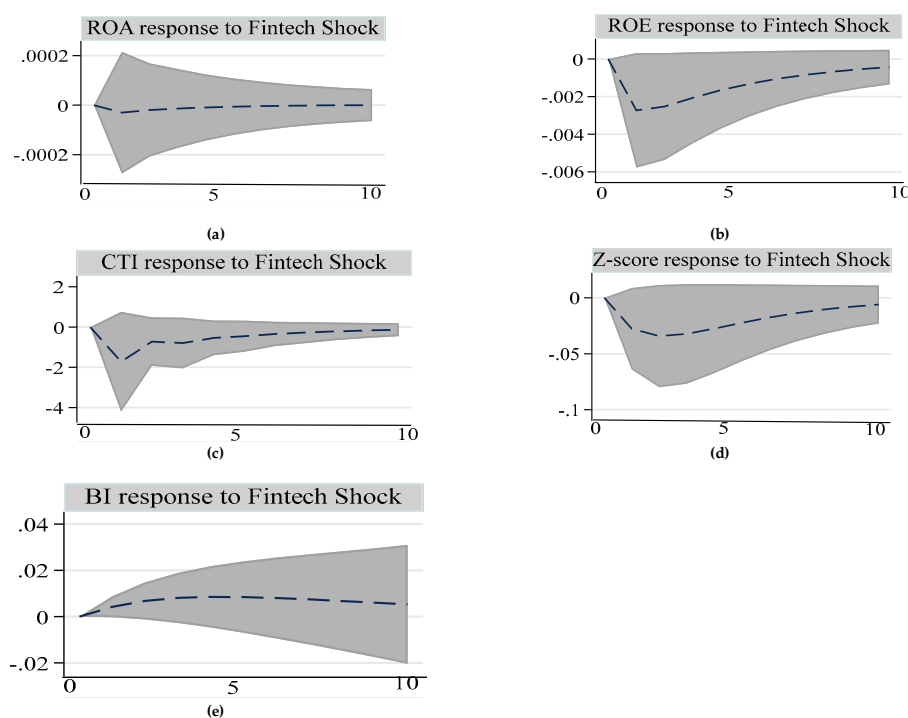 ROA response to Fintech Shock
.0002
0
-.0002
0 5 10
(a)
ROE response to Fintech Shock
0
-.002
-.004
-.006
0 5 10
(b)
CTI response to Fintech Shock
2
0
-2
-4
0 5 10
(c)
Z-score response to Fintech Shock
0
-.05
-.1
0 5 10
(d)
BI response to Fintech Shock
.04
.02
0
-.02
0 5 10
(e)